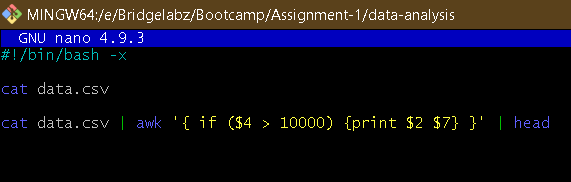 MINGW64:/e/Bridgelabz/Bootcamp/Assignment-1/data-analysis
GNU nano 4.9.3
#!/bin/bash -x
cat data.csv
cat data.csv | awk '{ if ($4 > 10000) {print $2 $7} }' | head